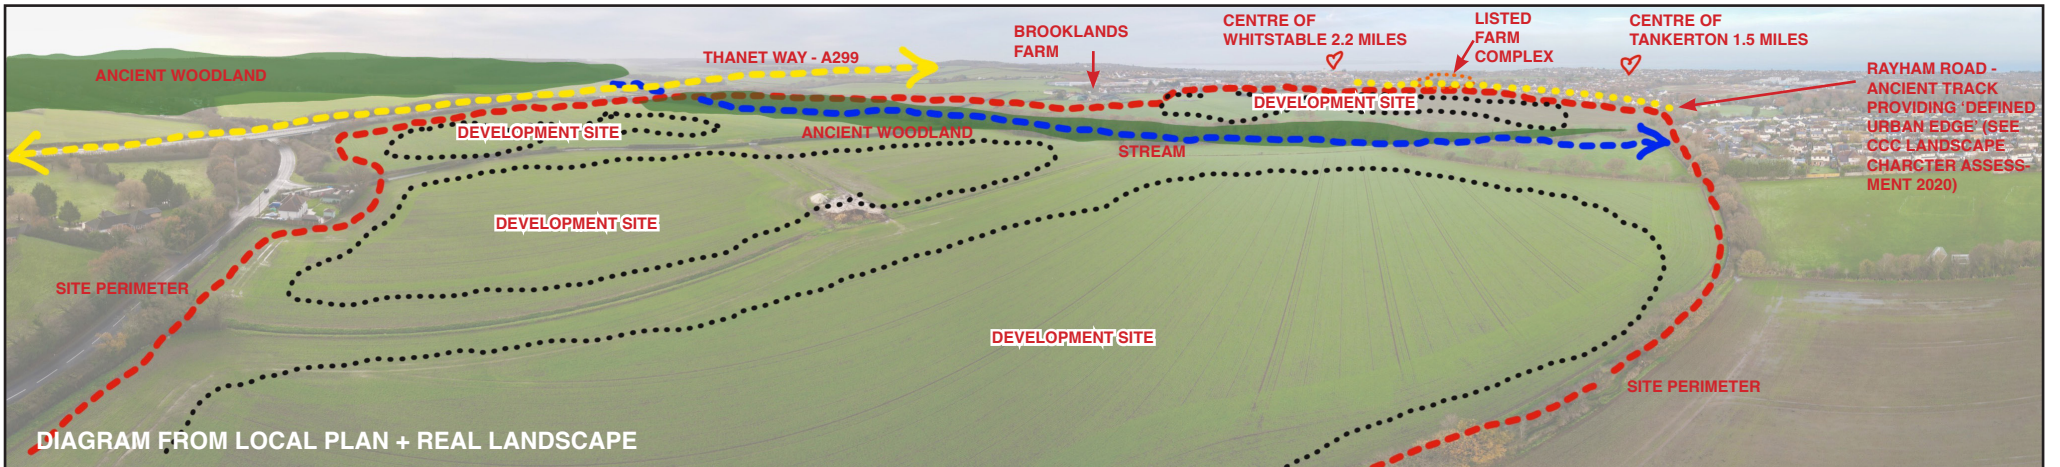 BROOKLANDS
FARM
CENTRE OF
WHITSTABLE 2.2 MILES
LISTED
FARM
COMPLEX
CENTRE OF
TANKERTON 1.5 MILES
THANET WAY - A299
ANCIENT WOODLAND
RAYHAM ROAD -
ANCIENT TRACK
PROVIDING ‘DEFINED
URBAN EDGE’ (SEE
CCC LANDSCAPE
CHARCTER ASSESS-
MENT 2020)
DEVELOPMENT SITE
DEVELOPMENT SITE
ANCIENT WOODLAND
STREAM
DEVELOPMENT SITE
SITE PERIMETER
DEVELOPMENT SITE
SITE PERIMETER
DIAGRAM FROM LOCAL PLAN + REAL LANDSCAPE